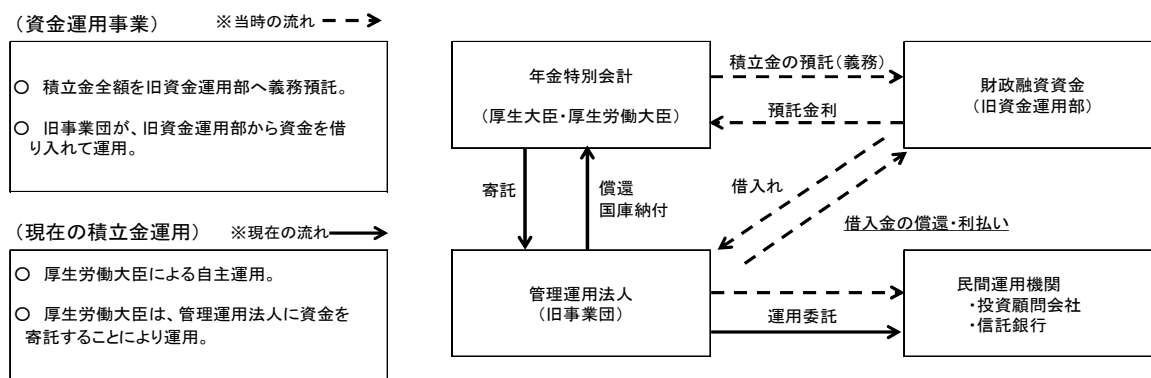 （資金運用事業）　※当時の流れ
○　積立金全額を旧資金運用部へ義務預託。
○　旧事業団が、旧資金運用部から資金を借
り入れて運用。
（現在の積立金運用）　※現在の流れ
○　厚生労働大臣による自主運用。
○　厚生労働大臣は、管理運用法人に資金を
寄託することにより運用。
年金特別会計
（厚生大臣・厚生労働大臣）
積立金の預託（義務）
預託金利
財政融資資金
（旧資金運用部）
寄託
償還
国庫納付
借入れ
借入金の償還・利払い
管理運用法人
（旧事業団）
運用委託
民間運用機関
・投資顧問会社
・信託銀行